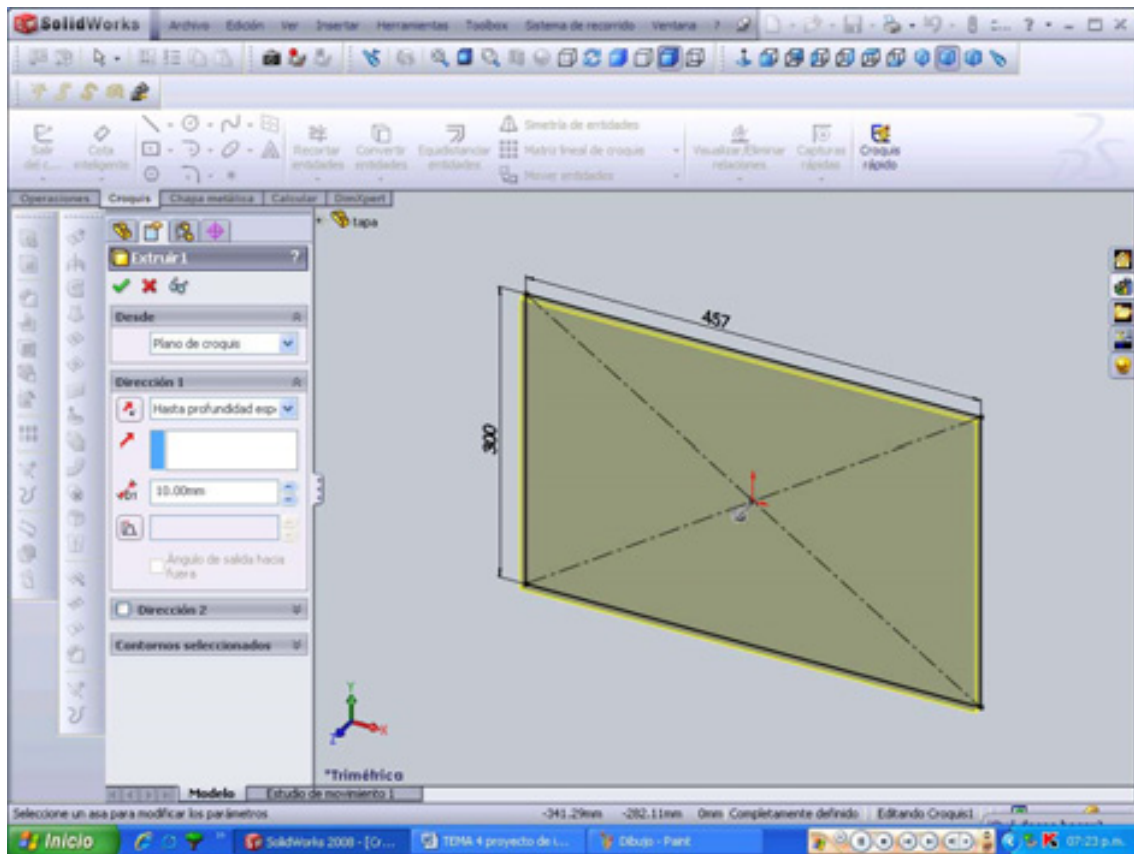 SolidWorks Archivo Edición Ver Insertar Herramientas Toolbox Sistema de recorrido Ventana ?
Salir del c... Cota inteligente Recortar entidades Convertir entidades Equidistanciar entidades Simetría de entidades
Matriz lineal de croquis
Mover entidades
Visualizar/Eliminar relaciones Capturas rápidas Croquis rápido
Operaciones Croquis Chapa metálica Calcular DimXpert
tapa
Extruir1 ?
Desde
Plano de croquis
Dirección 1
Hasta profundidad esp
10.00mm
Ángulo de salida hacia fuera
Dirección 2
Contornos seleccionados
457
300
Y
X
Z
*Trimétrica
Modelo Estudio de movimiento 1
Seleccione un asa para modificar los parámetros -341.29mm -282.11mm 0mm Completamente definido Editando Croquis1
Inicio SolidWorks 2008 - [Cr... TEMA 4 proyecto de i... Dibujo - Paint 07:23 p.m.